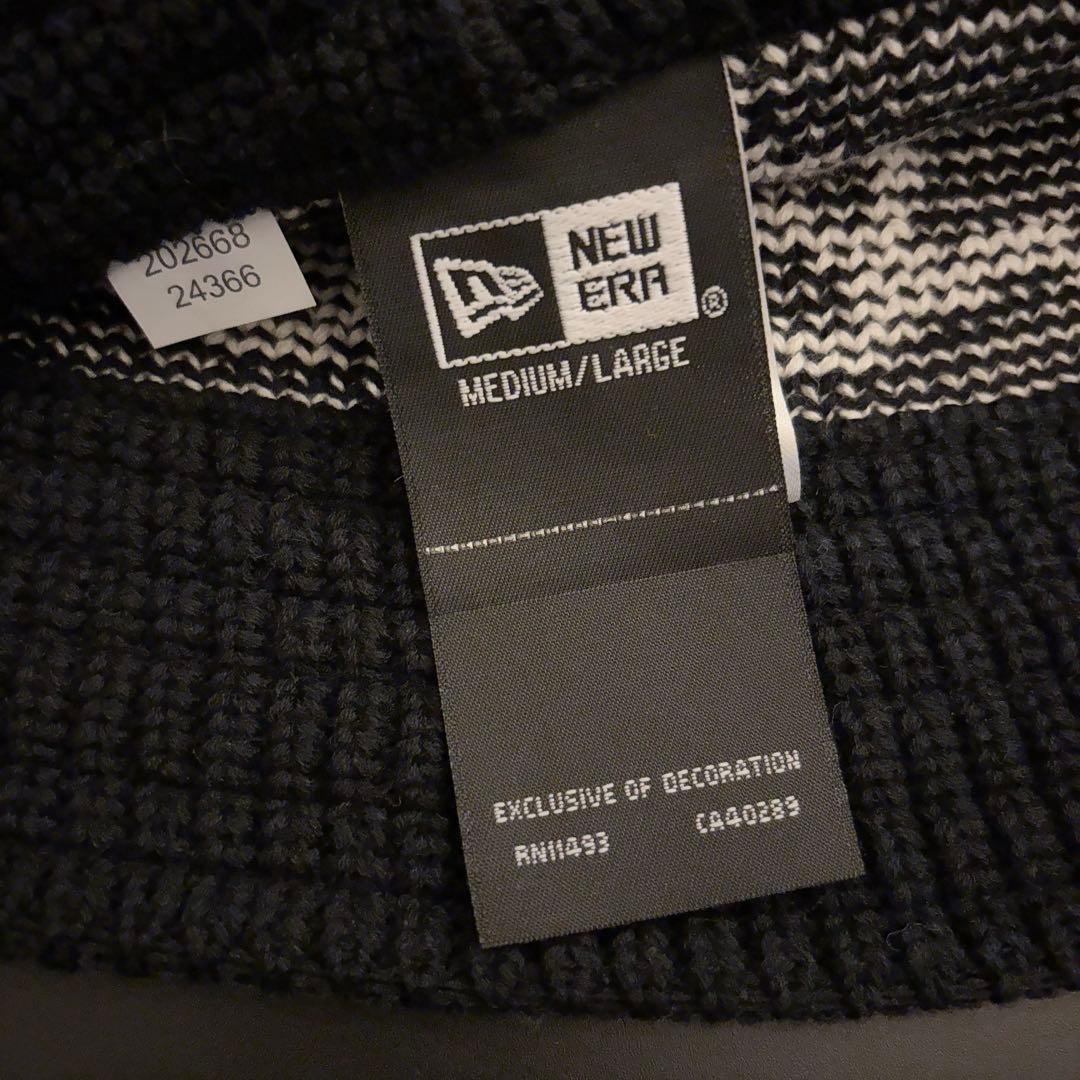 202668
24366
NEW
ERA
®
MEDIUM/LARGE
EXCLUSIVE OF DECORATION
RN11493 CA40289